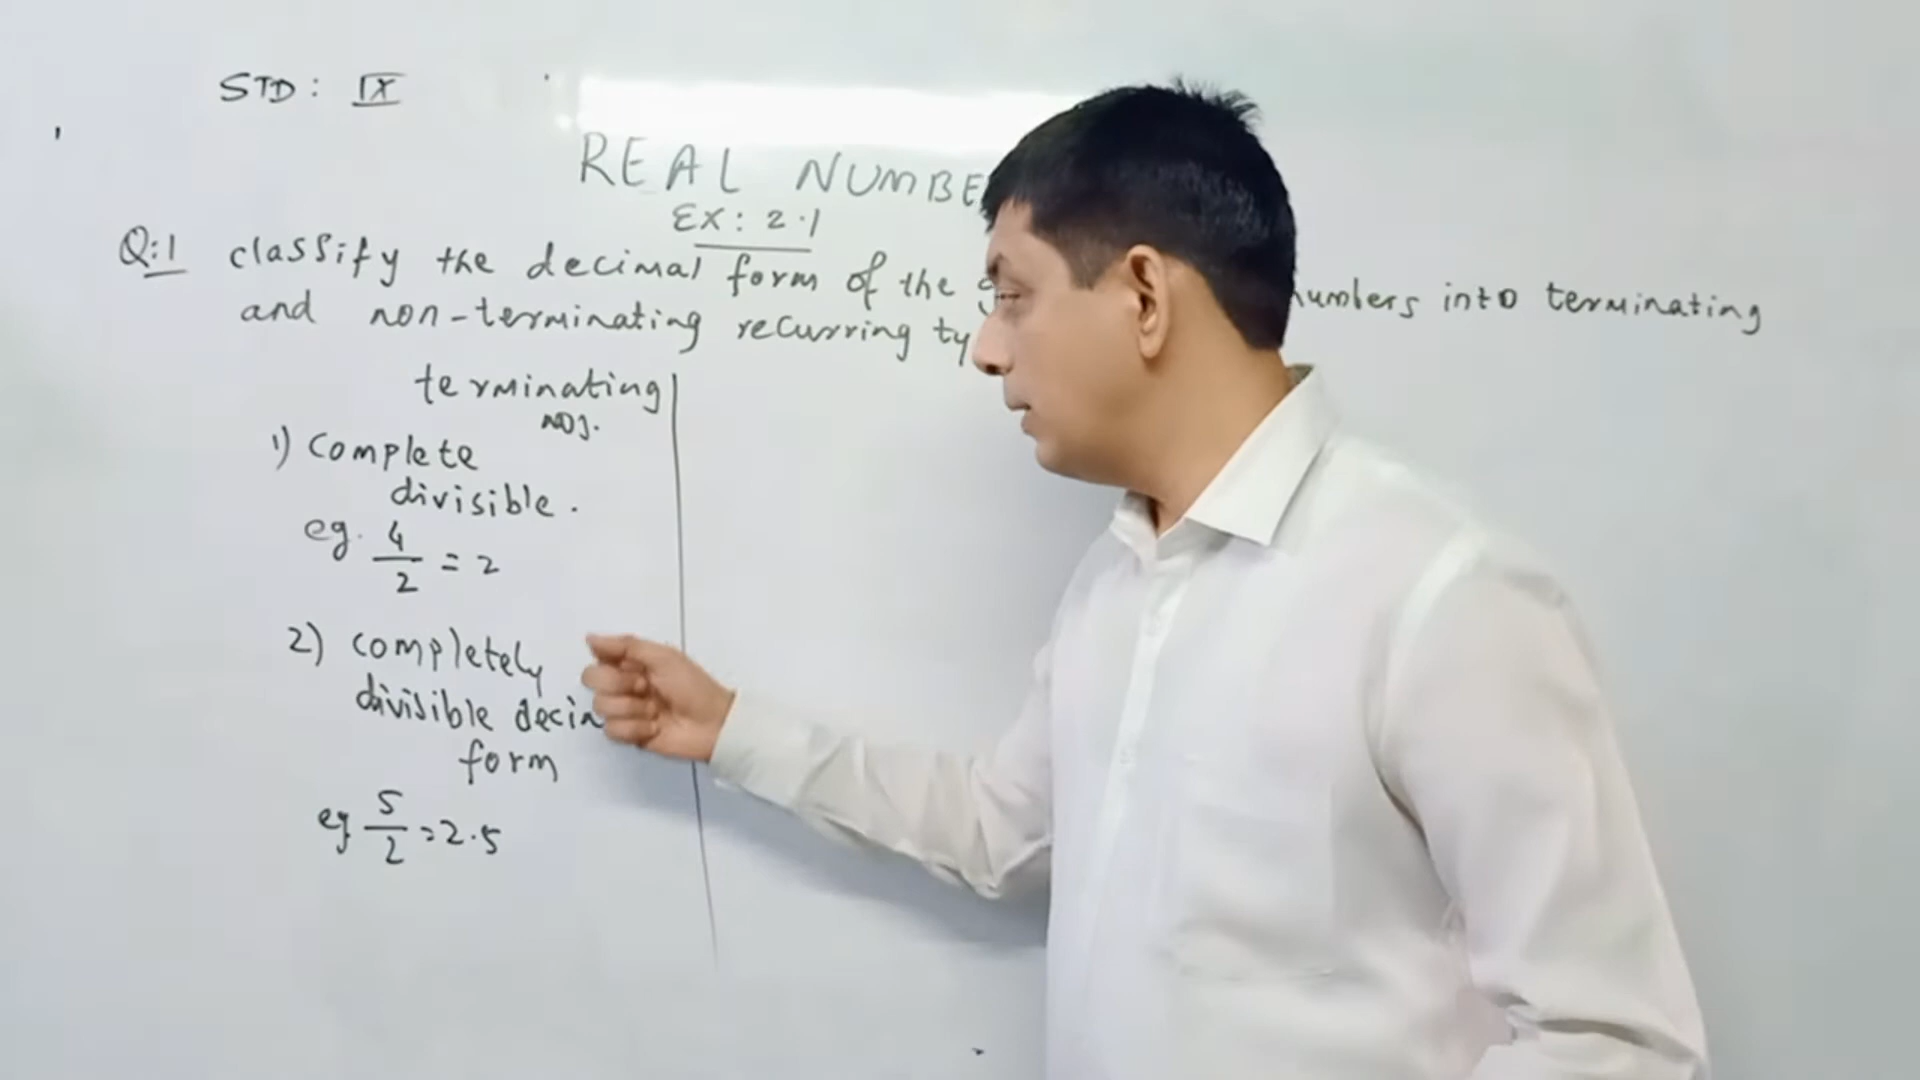 STD: IX
REAL NUMBE
EX: 2.1
Q:1 classify the decimal form of the numbers into terminating
and non-terminating recurring ty
terminating
nos.
1) Complete
divisible.
eg. 4/2 = 2
2) completely
divisible decim
form
eg 5/2 = 2.5